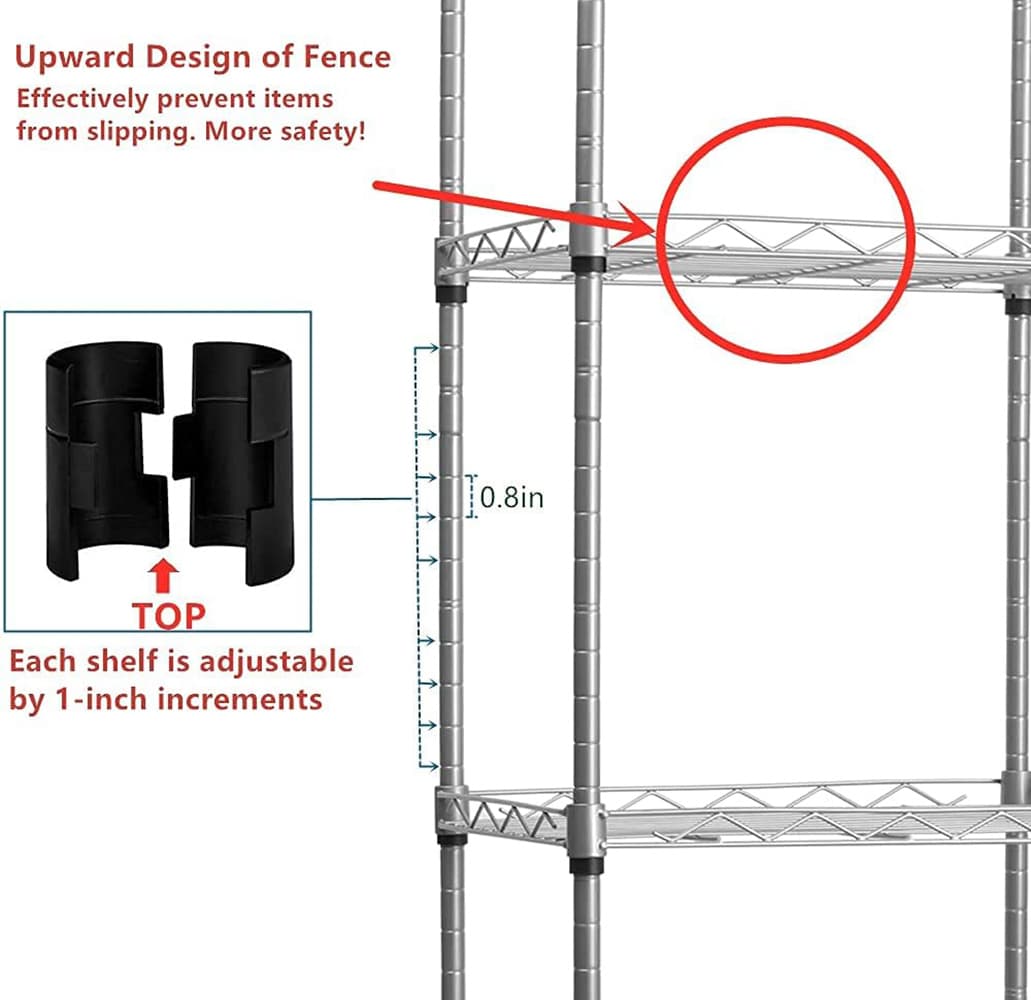 Upward Design of Fence
Effectively prevent items
from slipping. More safety!
0.8in
TOP
Each shelf is adjustable
by 1-inch increments